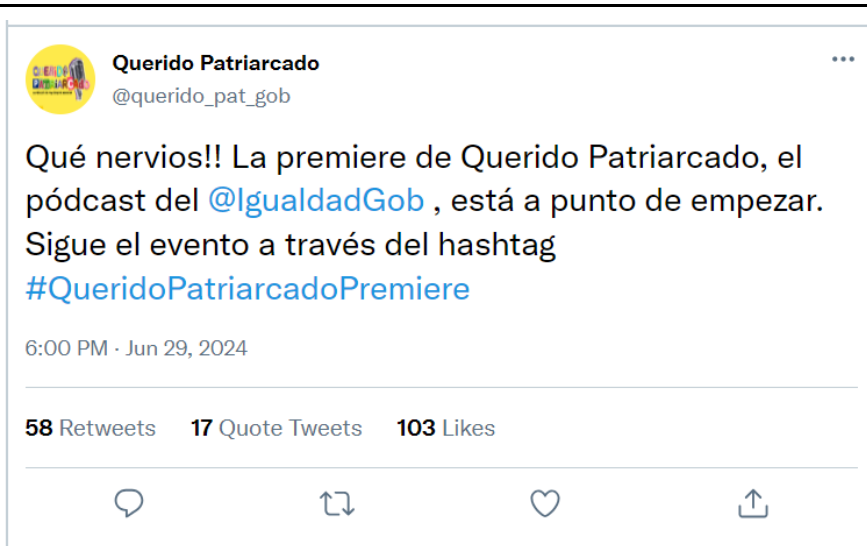 QUERIDO
PATRIARCADO
Querido Patriarcado
@querido_pat_gob
Qué nervios!! La premiere de Querido Patriarcado, el
pódcast del @IgualdadGob , está a punto de empezar.
Sigue el evento a través del hashtag
#QueridoPatriarcadoPremiere
6:00 PM · Jun 29, 2024
58 Retweets 17 Quote Tweets 103 Likes